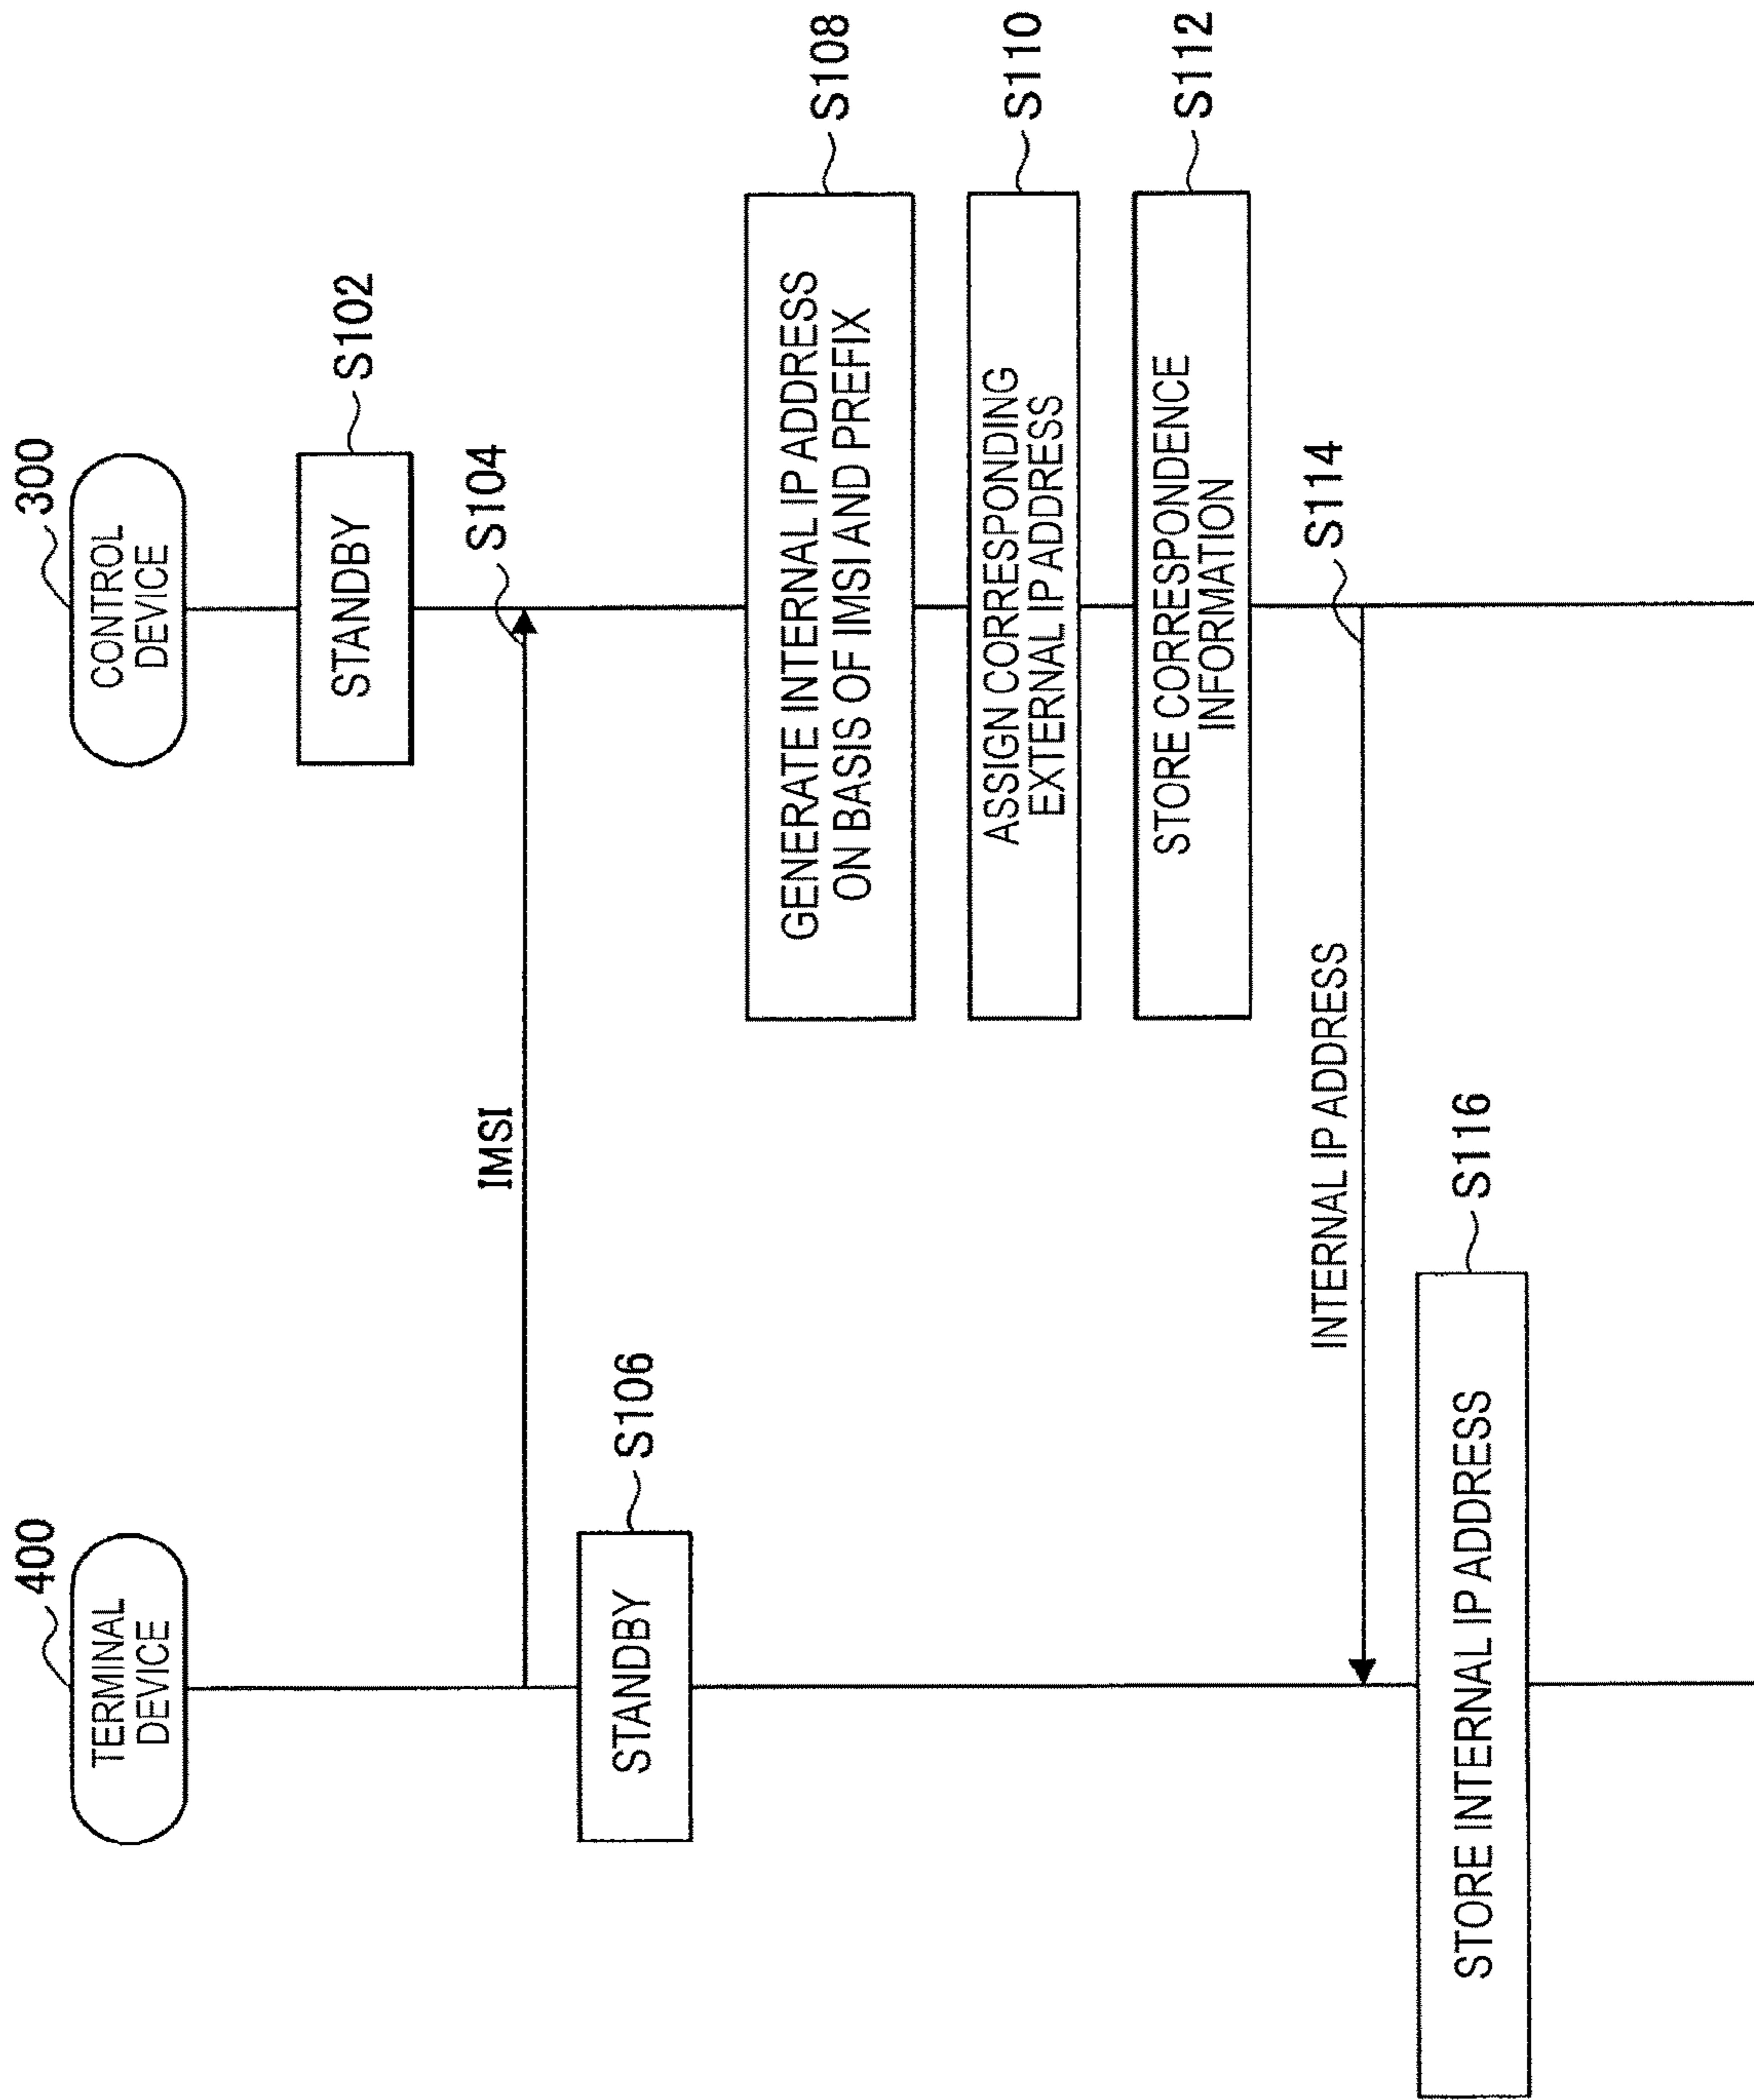 400
TERMINAL
DEVICE
300
CONTROL
DEVICE
STANDBY
S102
IMSI
S104
STANDBY
S106
GENERATE INTERNAL IP ADDRESS
ON BASIS OF IMSI AND PREFIX
S108
ASSIGN CORRESPONDING
EXTERNAL IP ADDRESS
S110
STORE CORRESPONDENCE
INFORMATION
S112
INTERNAL IP ADDRESS
S114
STORE INTERNAL IP ADDRESS
S116